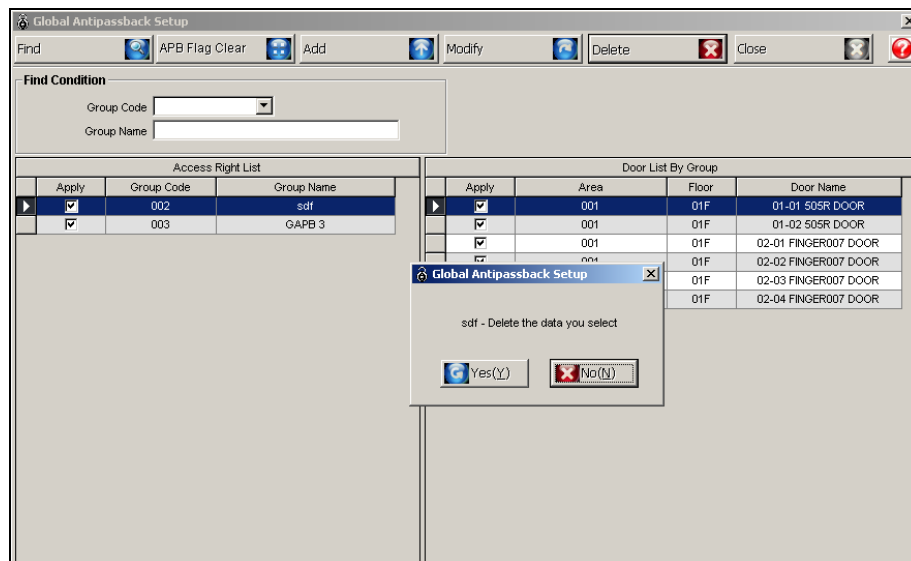 Global Antipassback Setup
Find APB Flag Clear Add Modify Delete Close
Find Condition
Group Code
Group Name
Access Right List Door List By Group
Apply Group Code Group Name Apply Area Floor Door Name
002 sdf 001 01F 01-01 505R DOOR
003 GAPB 3 001 01F 01-02 505R DOOR
001 01F 02-01 FINGER007 DOOR
01F 02-02 FINGER007 DOOR
Global Antipassback Setup
01F 02-03 FINGER007 DOOR
01F 02-04 FINGER007 DOOR
sdf - Delete the data you select
Yes(Y) No(N)